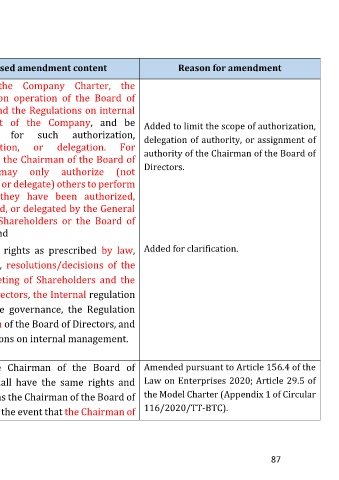 sed amendment content
Reason for amendment
the Company Charter, the
on operation of the Board of
nd the Regulations on internal
t of the Company, and be
for such authorization,
tion, or delegation. For
the Chairman of the Board of
may only authorize (not
or delegate) others to perform
they have been authorized,
d, or delegated by the General
Shareholders or the Board of
nd
Added to limit the scope of authorization,
delegation of authority, or assignment of
authority of the Chairman of the Board of
Directors.
rights as prescribed by law,
, resolutions/decisions of the
eting of Shareholders and the
ectors, the Internal regulation
e governance, the Regulation
of the Board of Directors, and
ons on internal management.
Added for clarification.
e Chairman of the Board of
all have the same rights and
as the Chairman of the Board of
the event that the Chairman of
Amended pursuant to Article 156.4 of the
Law on Enterprises 2020; Article 29.5 of
the Model Charter (Appendix 1 of Circular
116/2020/TT-BTC).
87